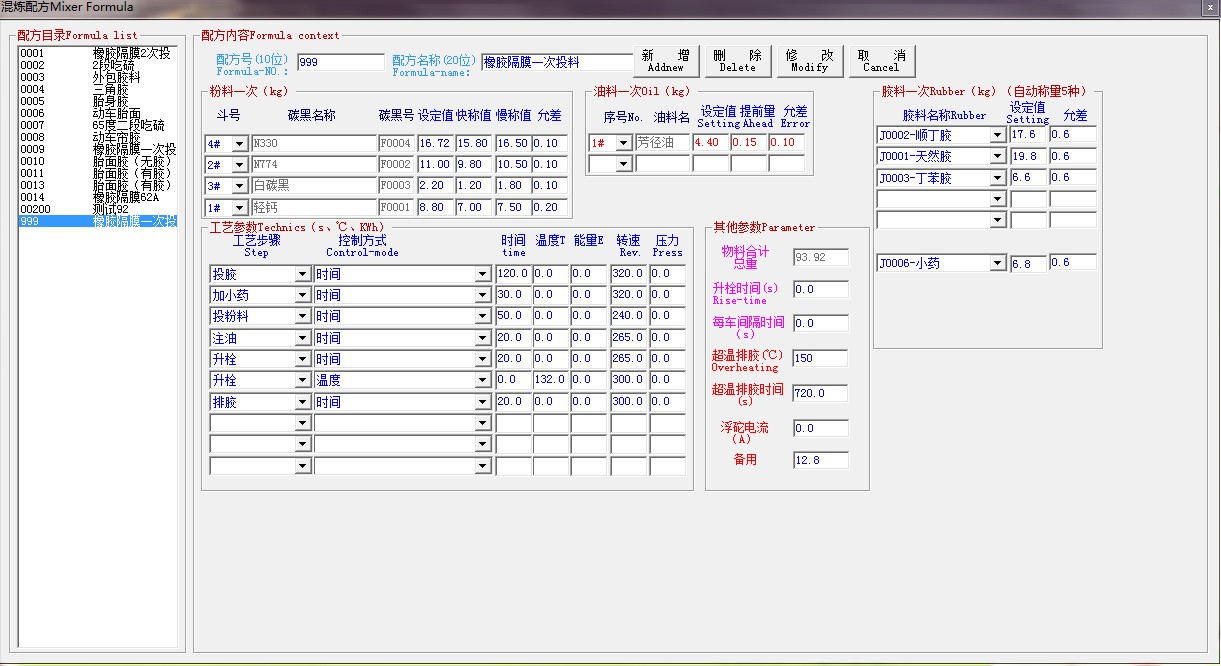 混炼配方Mixer Formula
x
配方目录Formula list
0001 橡胶隔膜2次投
0002 2段吃硫
0003 外包胶料
0004 三角胶
0005 胎身胶
0006 动车胎面
0007 65度二段吃硫
0008 动车帘胶
0009 橡胶隔膜一次投
0010 胎面胶（无胶）
0011 胎面胶（有胶）
0013 胎面胶（有胶）
0014 橡胶隔膜62A
00200 测试92
999 橡胶隔膜一次投
配方内容Formula context
配方号(10位) 999 配方名称(20位) 橡胶隔膜一次投料
Formula-NO.: Formula-name:
新 增 删 除 修 改 取 消
Addnew Delete Modify Cancel
粉料一次（kg）
斗号 碳黑名称 碳黑号 设定值 快称值 慢称值 允差
4# N330 F0004 16.72 15.80 16.50 0.10
2# N774 F0002 11.00 9.80 10.50 0.10
3# 白碳黑 F0003 2.20 1.20 1.80 0.10
1# 轻钙 F0001 8.80 7.00 7.50 0.20
油料一次Oil（kg）
序号No. 油料名 设定值 提前量 允差
Setting Ahead Error
1# 芳径油 4.40 0.15 0.10
胶料一次Rubber（kg）（自动称量5种）
胶料名称Rubber 设定值 允差
Setting
J0002-顺丁胶 17.6 0.6
J0001-天然胶 19.8 0.6
J0003-丁苯胶 6.6 0.6
J0006-小药 6.8 0.6
工艺参数Technics（s、℃、KWh）
工艺步骤 控制方式 时间 温度T 能量E 转速 压力
Step Control-mode time Rev. Press
投胶 时间 120.0 0.0 0.0 320.0 0.0
加小药 时间 30.0 0.0 0.0 320.0 0.0
投粉料 时间 50.0 0.0 0.0 240.0 0.0
注油 时间 20.0 0.0 0.0 265.0 0.0
升栓 时间 20.0 0.0 0.0 265.0 0.0
升栓 温度 0.0 132.0 0.0 300.0 0.0
排胶 时间 20.0 0.0 0.0 300.0 0.0
其他参数Parameter
物料合计 93.92
总重
升栓时间(s) 0.0
Rise-time
每车间隔时间 0.0
(s)
超温排胶(℃) 150
Overheating
超温排胶时间 720.0
(s)
浮砣电流 0.0
(A)
备用 12.8